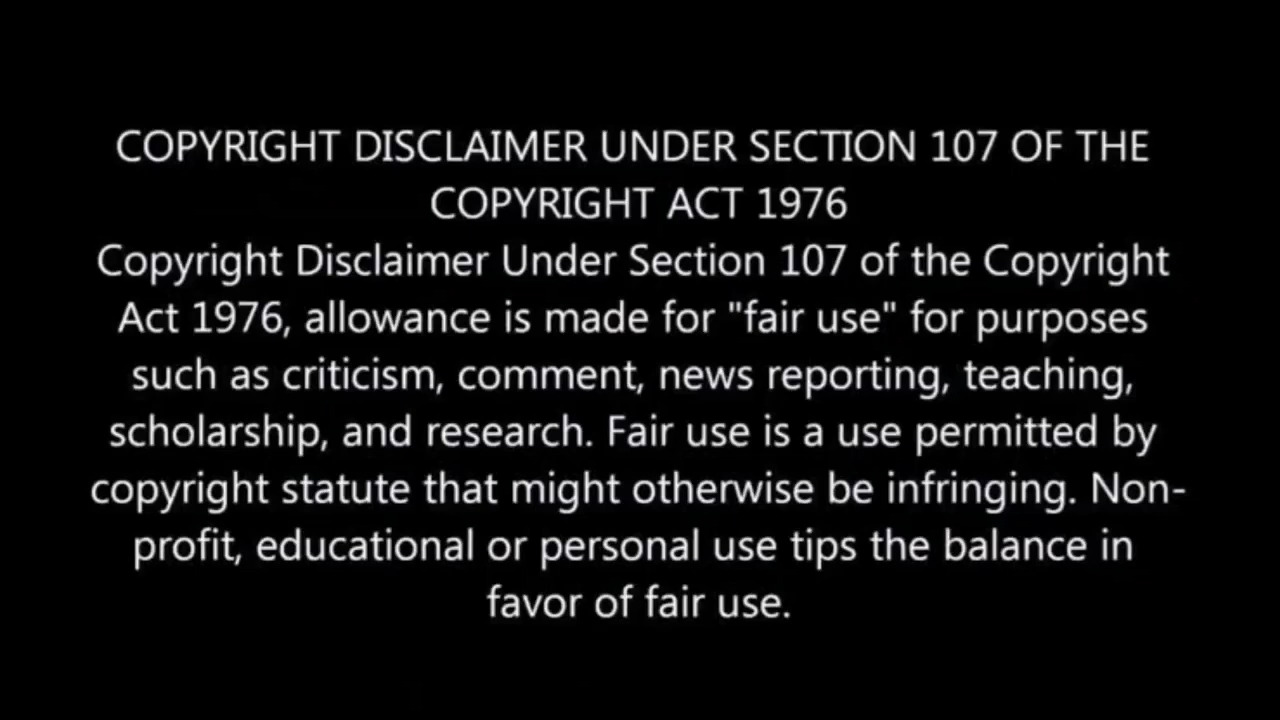 COPYRIGHT DISCLAIMER UNDER SECTION 107 OF THE
COPYRIGHT ACT 1976
Copyright Disclaimer Under Section 107 of the Copyright
Act 1976, allowance is made for "fair use" for purposes
such as criticism, comment, news reporting, teaching,
scholarship, and research. Fair use is a use permitted by
copyright statute that might otherwise be infringing. Non-
profit, educational or personal use tips the balance in
favor of fair use.